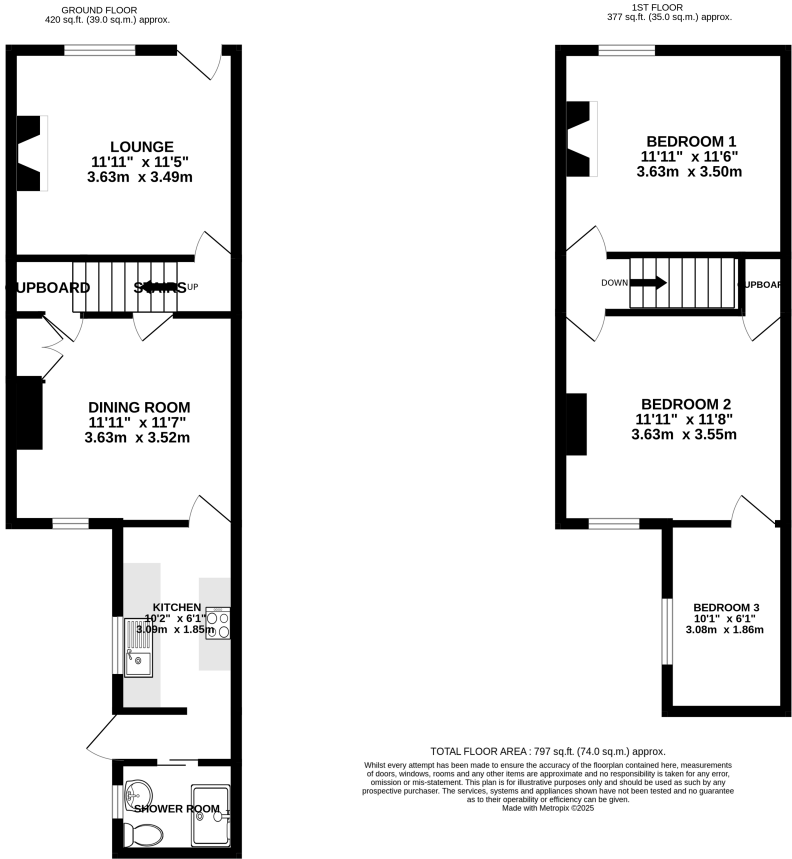 GROUND FLOOR
420 sq.ft. (39.0 sq.m.) approx.
LOUNGE
11'11" x 11'5"
3.63m x 3.49m
CUPBOARD
STAIRS
UP
DINING ROOM
11'11" x 11'7"
3.63m x 3.52m
KITCHEN
10'2" x 6'1"
3.09m x 1.85m
SHOWER ROOM
1ST FLOOR
377 sq.ft. (35.0 sq.m.) approx.
BEDROOM 1
11'11" x 11'6"
3.63m x 3.50m
DOWN
CUPBOARD
BEDROOM 2
11'11" x 11'8"
3.63m x 3.55m
BEDROOM 3
10'1" x 6'1"
3.08m x 1.86m
TOTAL FLOOR AREA : 797 sq.ft. (74.0 sq.m.) approx.
Whilst every attempt has been made to ensure the accuracy of the floorplan contained here, measurements
of doors, windows, rooms and any other items are approximate and no responsibility is taken for any error,
omission or mis-statement. This plan is for illustrative purposes only and should be used as such by any
prospective purchaser. The services, systems and appliances shown have not been tested and no guarantee
as to their operability or efficiency can be given.
Made with Metropix ©2025